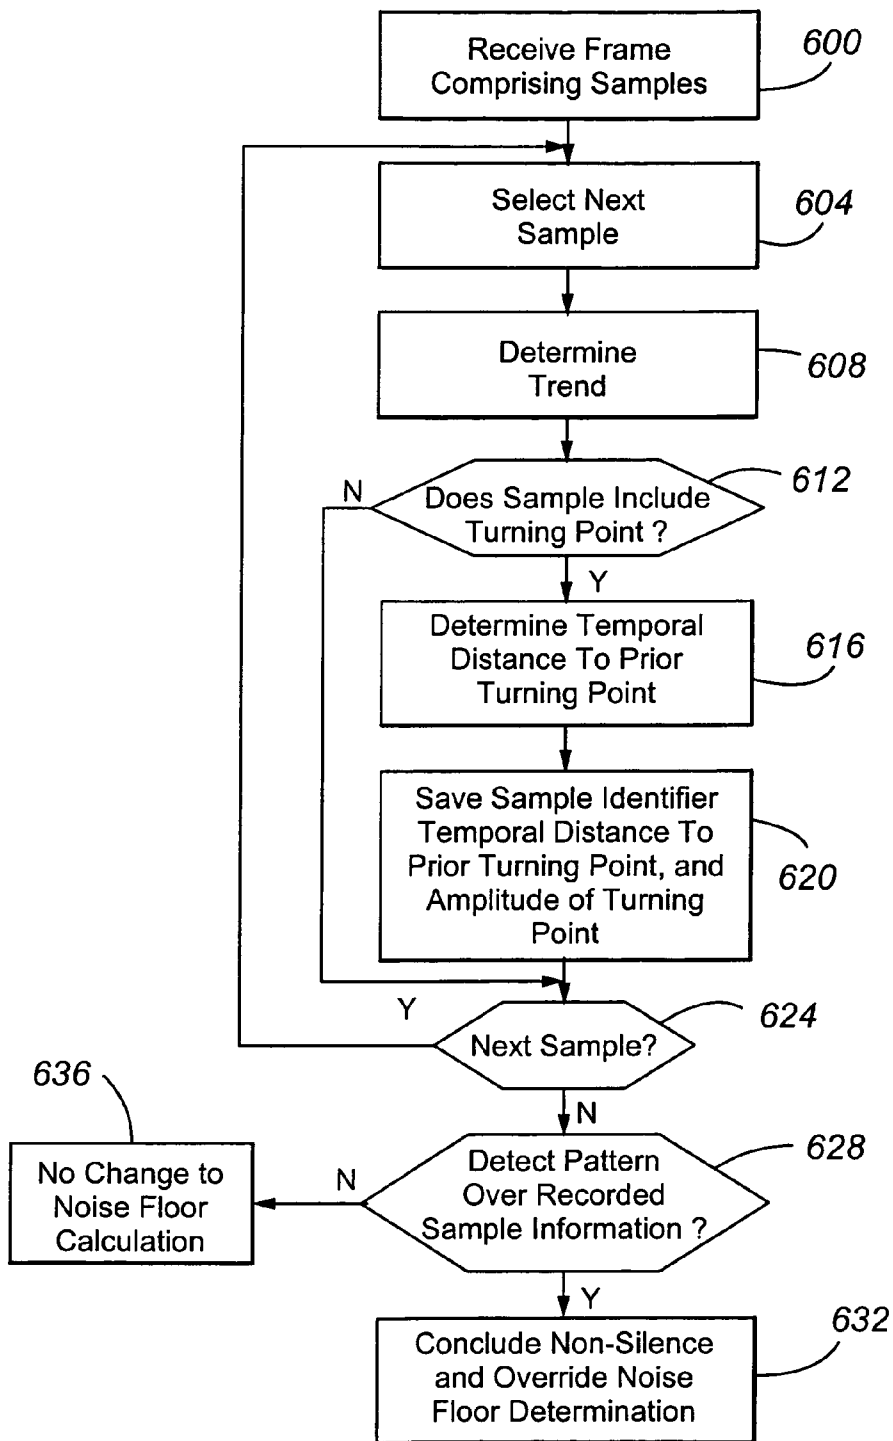 Receive Frame
Comprising Samples
600
Select Next
Sample
604
Determine
Trend
608
Does Sample Include
Turning Point ?
612
N
Y
Determine Temporal
Distance To Prior
Turning Point
616
Save Sample Identifier
Temporal Distance To
Prior Turning Point, and
Amplitude of Turning
Point
620
Y
Next Sample?
624
N
Detect Pattern
Over Recorded
Sample Information ?
628
N
636
No Change to
Noise Floor
Calculation
Y
Conclude Non-Silence
and Override Noise
Floor Determination
632